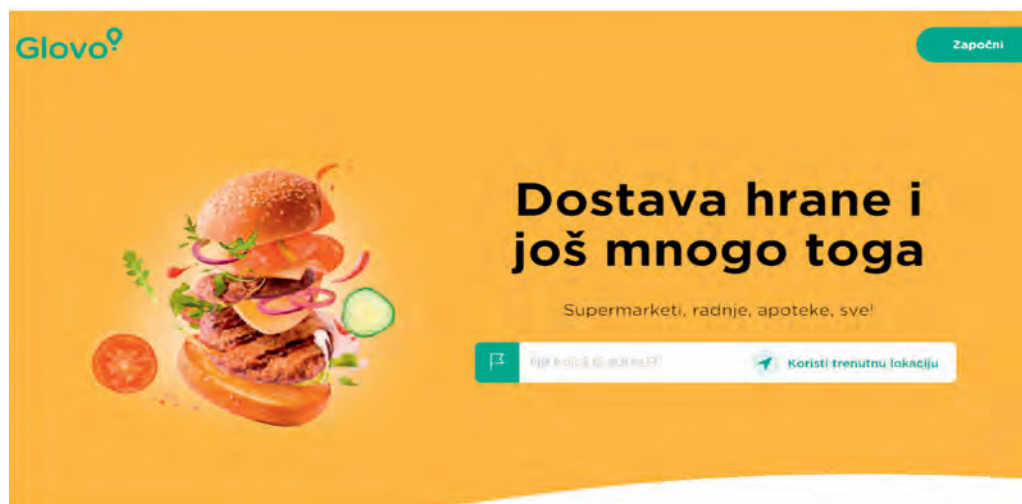 Glovo
Započni
Dostava hrane i
još mnogo toga
Supermarketi, radnje, apoteke, sve!
Koristi trenutnu lokaciju